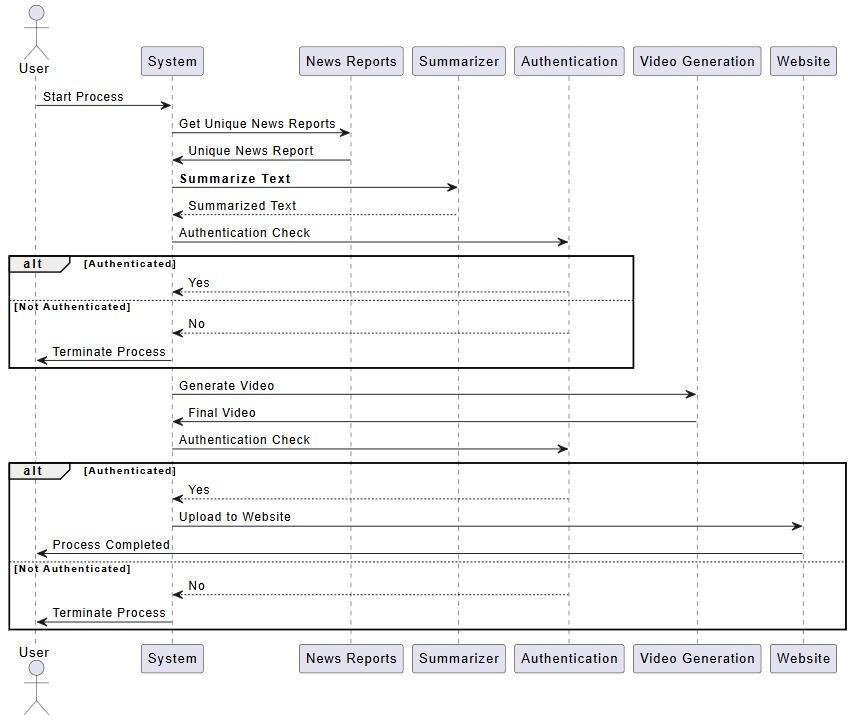 User
System
News Reports
Summarizer
Authentication
Video Generation
Website
Start Process
Get Unique News Reports
Unique News Report
Summarize Text
Summarized Text
Authentication Check
alt
[Authenticated]
Yes
[Not Authenticated]
No
Terminate Process
Generate Video
Final Video
Authentication Check
alt
[Authenticated]
Yes
Upload to Website
Process Completed
[Not Authenticated]
No
Terminate Process
User
System
News Reports
Summarizer
Authentication
Video Generation
Website